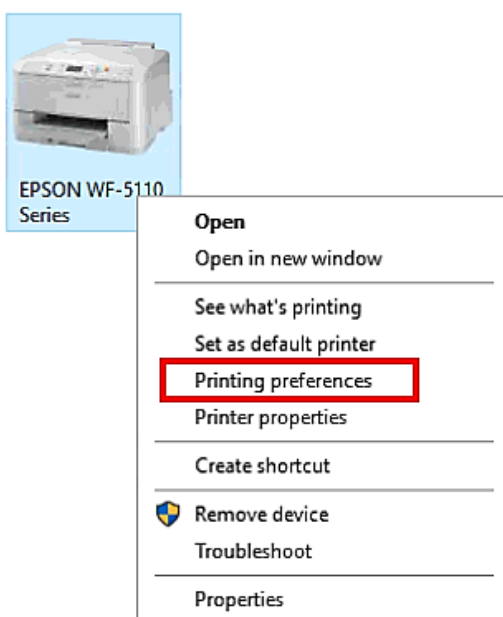 EPSON WF-5110
Series
Open
Open in new window
See what's printing
Set as default printer
Printing preferences
Printer properties
Create shortcut
Remove device
Troubleshoot
Properties